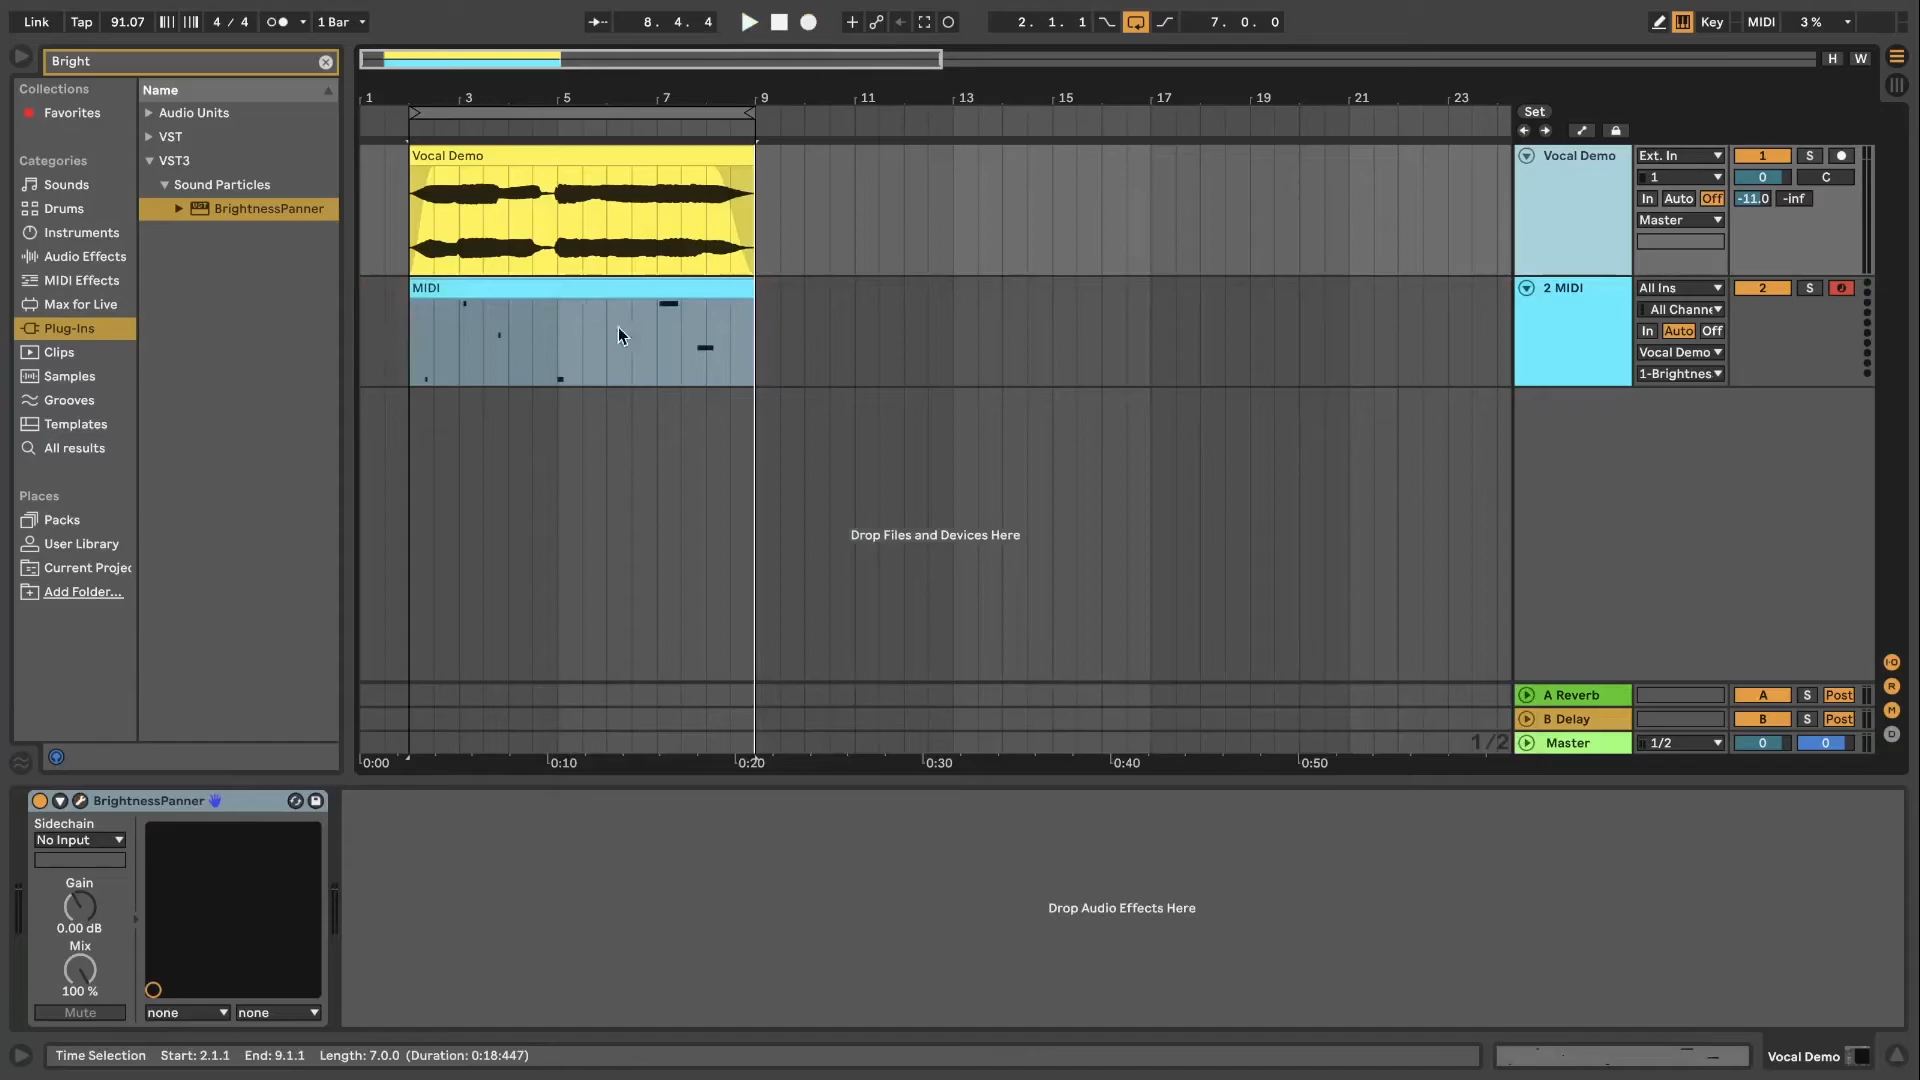 Link Tap 91.07 4 / 4 1 Bar 8. 4. 4 2. 1. 1 7. 0. 0 Key MIDI 3 %
Bright
H W
Collections
Favorites
Categories
Sounds
Drums
Instruments
Audio Effects
MIDI Effects
Max for Live
Plug-Ins
Clips
Samples
Grooves
Templates
All results
Places
Packs
User Library
Current Projec
Add Folder...
Name
Audio Units
VST
VST3
Sound Particles
BrightnessPanner
1 3 5 7 9 11 13 15 17 19 21 23
Set
Vocal Demo
MIDI
Drop Files and Devices Here
Vocal Demo Ext. In 1 S
1 0 C
In Auto Off -11.0 -inf
Master
2 MIDI All Ins 2 S
All Channe
In Auto Off
Vocal Demo
1-Brightnes
A Reverb A S Post
B Delay B S Post
1/2 Master 1/2 0 0
I·O
R
M
D
0:00 0:10 0:20 0:30 0:40 0:50
BrightnessPanner
Sidechain
No Input
Gain
0.00 dB
Mix
100 %
Mute none none
Drop Audio Effects Here
Time Selection Start: 2.1.1 End: 9.1.1 Length: 7.0.0 (Duration: 0:18:447)
Vocal Demo